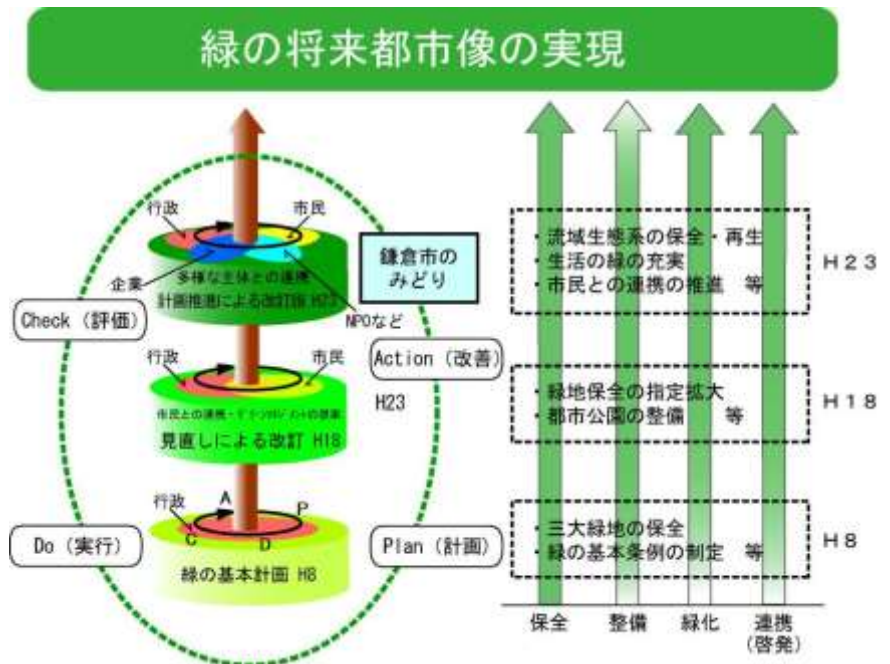 緑の将来都市像の実現
行政
市民
企業
多様な主体との連携
計画推進による改訂版 H23
NPOなど
鎌倉市の
みどり
Check (評価)
Action (改善)
H23
行政
市民
見直しによる改訂 H18
行政
A
P
C
D
緑の基本計画 H8
Do (実行)
Plan (計画)
・流域生態系の保全・再生
・生活の緑の充実
・市民との連携の推進 等
H23
・緑地保全の指定拡大
・都市公園の整備 等
H18
・三大緑地の保全
・緑の基本条例の制定 等
H8
保全
整備
緑化
連携
(啓発)